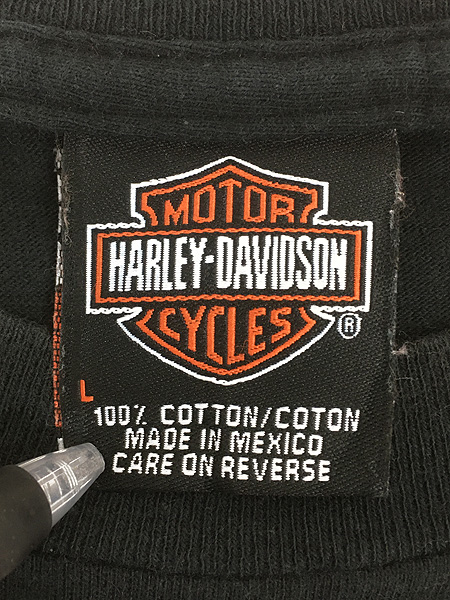 MOTOR
HARLEY-DAVIDSON
CYCLES
®
L
100% COTTON/COTON
MADE IN MEXICO
CARE ON REVERSE